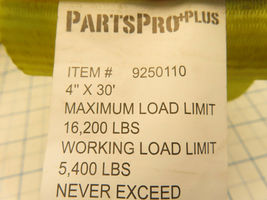 PARTSPRO+PLUS
ITEM # 9250110
4" X 30'
MAXIMUM LOAD LIMIT
16,200 LBS
WORKING LOAD LIMIT
5,400 LBS
NEVER EXCEED